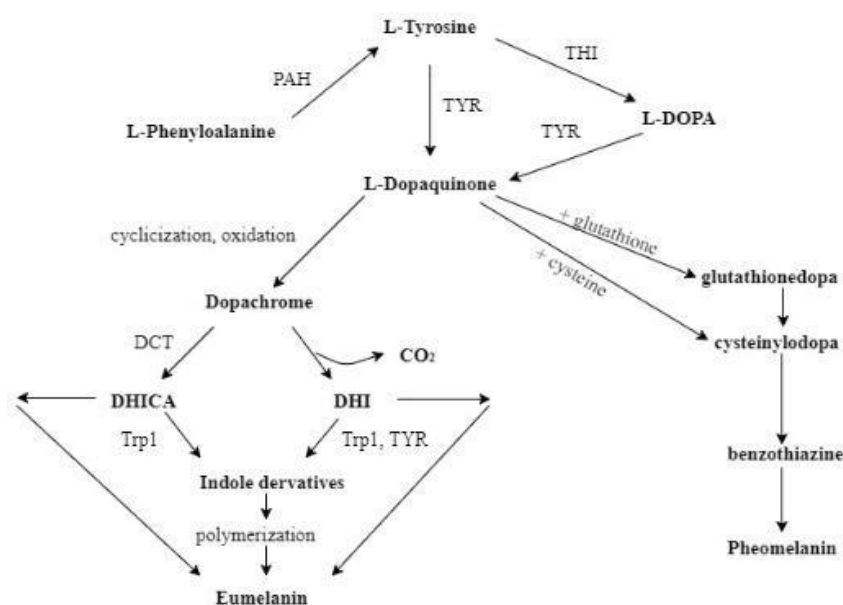 L-Tyrosine
PAH
THI
L-Phenyloalanine
TYR
L-DOPA
TYR
L-Dopaquinone
cyclicization, oxidation
+ glutathione
+ cysteine
glutathionedopa
Dopachrome
cysteinylodopa
DCT
CO₂
DHICA
DHI
Trp1
Trp1, TYR
benzothiazine
Indole dervatives
polymerization
Pheomelanin
Eumelanin